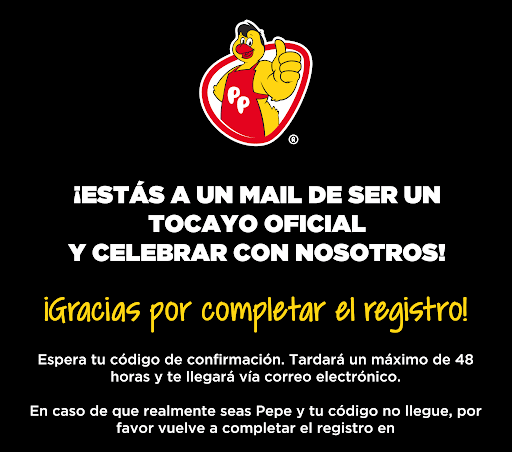 PP
®
¡ESTÁS A UN MAIL DE SER UN
TOCAYO OFICIAL
Y CELEBRAR CON NOSOTROS!
¡Gracias por completar el registro!
Espera tu código de confirmación. Tardará un máximo de 48
horas y te llegará vía correo electrónico.
En caso de que realmente seas Pepe y tu código no llegue, por
favor vuelve a completar el registro en